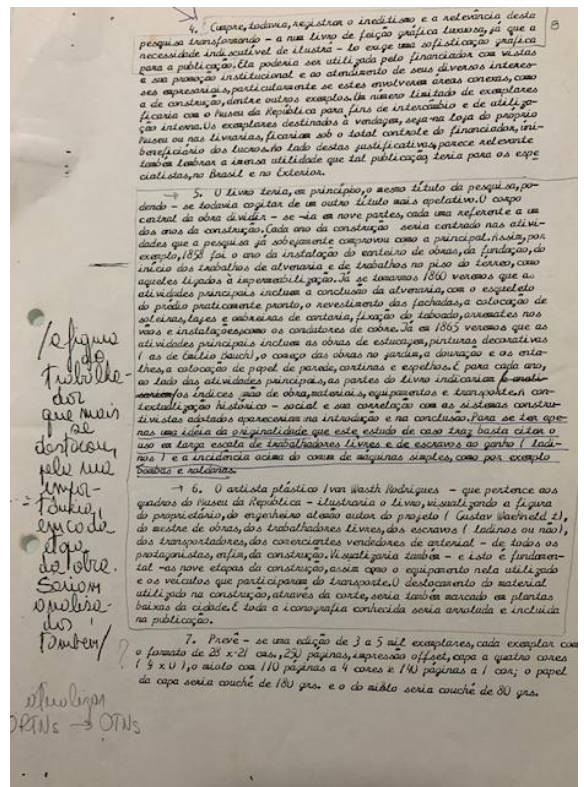 8
4. Cumpre, todavia, registrar o ineditismo e a relevância desta
pesquisa transformando - a num livro de feição gráfica luxuosa, já que a
necessidade indiscutível de ilustrá - lo exige uma sofisticação gráfica
para a publicação. Ela poderia ser utilizada pelo financiador com vistas
à sua promoção institucional e ao atendimento de seus diversos interes-
ses empresariais, particularmente se estes envolverem áreas conexas, como
a de construção, dentre outros exemplos. Um número limitado de exemplares
ficaria com o Museu da República para fins de intercâmbio e de utiliza-
ção interna. Os exemplares destinados à vendagem, seja na loja do próprio
Museu ou nas livrarias, ficariam sob o total controle do financiador, uni-
beneficiário dos lucros. Ao lado destas justificativas, parece relevante
também lembrar a imensa utilidade que tal publicação teria para os espe
cialistas, no Brasil e no Exterior.
→ 5. O livro teria, em princípio, o mesmo título da pesquisa, po-
dendo - se todavia cogitar de um outro título mais apelativo. O corpo
central da obra dividir - se -ia em nove partes, cada uma referente a um
dos anos da construção. Cada ano da construção seria centrado nas ativi-
dades que a pesquisa já sobejamente comprovou como a principal. Assim, por
exemplo, 1858 foi o ano da instalação do canteiro de obras, da fundação, do
início dos trabalhos de alvenaria e de trabalhos no piso do térreo, como
aqueles ligados à impermeabilização. Já se tomarmos 1860 veremos que as
atividades principais incluem a conclusão da alvenaria, com o esqueleto
do prédio praticamente pronto, o revestimento das fachadas, a colocação de
soleiras, lajes e ombreiras de cantaria, fixação do taboado, arremates nos
vãos e instalações, como os condutores de cobre. Já em 1865 veremos que as
atividades principais incluem as obras de estucagem, pinturas decorativas
( as de Emilio Bauch), o começo das obras no jardim, a douração e os enta-
lhes, a colocação de papel de parede, cortinas e espelhos. E para cada ano,
ao lado das atividades principais, as partes do livro indicariam
os índices mão de obra, materiais, equipamentos e transporte. A con-
textualização histórico - social e sua correlação com os sistemas constru-
tivistas adotados apareceriam na introdução e na conclusão. Para se ter ape-
nas uma idéia da originalidade que este estudo de caso traz basta citar o
uso em larga escala de trabalhadores livres e de escravos ao ganho ( ladi-
nos ) e a incidência acima do comum de máquinas simples, como por exemplo
bombas e roldanas.
→ 6. O artista plástico Ivan Wasth Rodrigues - que pertence aos
quadros do Museu da República - ilustraria o livro, visualizando a figura
do proprietário, do engenheiro alemão autor do projeto ( Gustav Waehneldt),
do mestre de obras, dos trabalhadores livres, dos escravos ( ladinos ou não),
dos transportadores, dos comerciantes vendedores de material - de todos os
protagonistas, enfim, da construção. Visualizaria também - e isto é fundamen-
tal -as nove etapas da construção, assim como o equipamento nela utilizado
e os veículos que participaram do transporte. O deslocamento do material
utilizado na construção, através da corte, seria também marcado em plantas
baixas da cidade. E toda a iconografia conhecida seria arrolada e incluida
na publicação.
7. Prevê - se uma edição de 3 a 5 mil exemplares, cada exemplar com
o formato de 28 x 21 cms., 250 páginas, impressão offset, capa a quatro cores
( 4 x 0 ), o miolo com 110 páginas a 4 cores e 140 páginas a 1 cor; o papel
da capa seria couché de 180 grs. e o do miolo seria couché de 80 grs.
/a figura
do
trabalha-
dor
que mais
se
destacou,
pela sua
impor-
tância,
em cada
etapa
da obra.
Seriam
analisa-
dos
também/
?
atualizar
ORTNs → OTNs